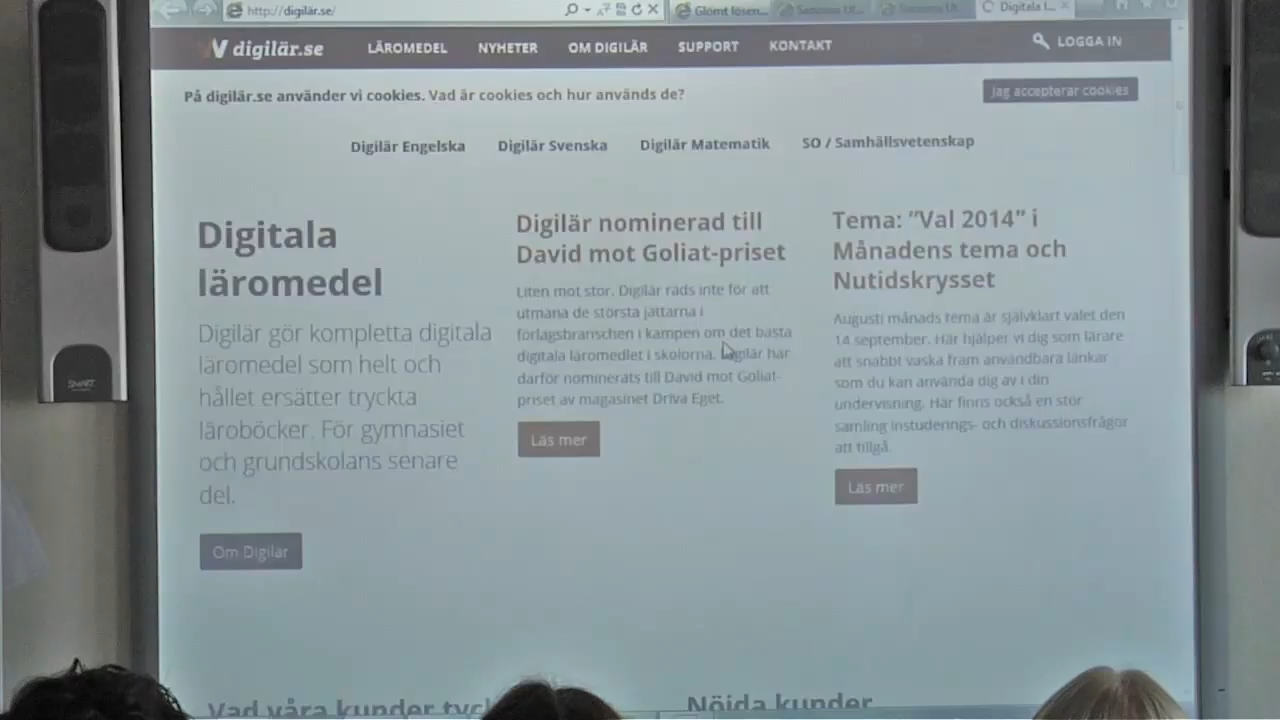 http://digilär.se/
Glömt lösen...
Digitala l...
digilär.se
LÄROMEDEL
NYHETER
OM DIGILÄR
SUPPORT
KONTAKT
LOGGA IN
På digilär.se använder vi cookies. Vad är cookies och hur används de?
Jag accepterar cookies
Digilär Engelska
Digilär Svenska
Digilär Matematik
SO / Samhällsvetenskap
Digitala
läromedel
Digilär gör kompletta digitala
läromedel som helt och
hållet ersätter tryckta
läroböcker. För gymnasiet
och grundskolans senare
del.
Om Digilär
Digilär nominerad till
David mot Goliat-priset
Liten mot stor. Digilär räds inte för att
utmana de största jättarna i
förlagsbranschen i kampen om det bästa
digitala läromedlet i skolorna. Digilär har
därför nominerats till David mot Goliat-
priset av magasinet Driva Eget.
Läs mer
Tema: ”Val 2014” i
Månadens tema och
Nutidskrysset
Augusti månads tema är självklart valet den
14 september. Här hjälper vi dig som lärare
att snabbt vaska fram användbara länkar
som du kan använda dig av i din
undervisning. Här finns också en stor
samling instuderings- och diskussionsfrågor
att tillgå.
Läs mer
Vad våra kunder tyck
Nöjda kunder
SMART